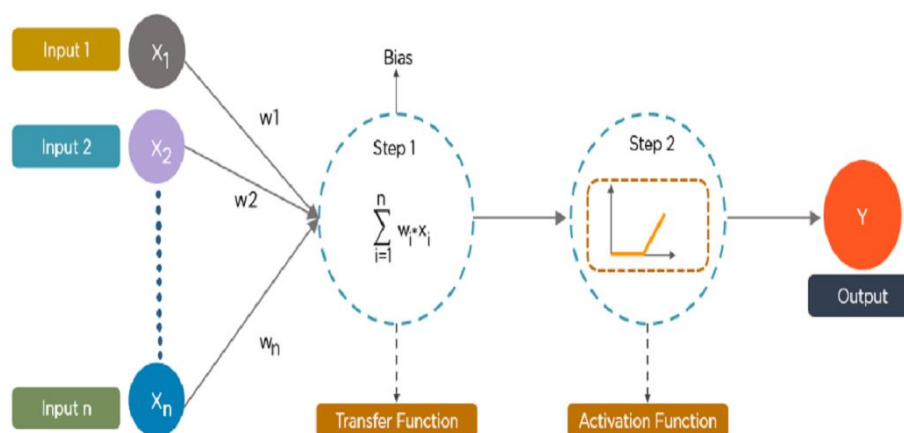 Input 1
X1
Input 2
X2
Input n
Xn
w1
w2
wn
Bias
Step 1
n
∑ wi*xi
i=1
Transfer Function
Step 2
Activation Function
Y
Output